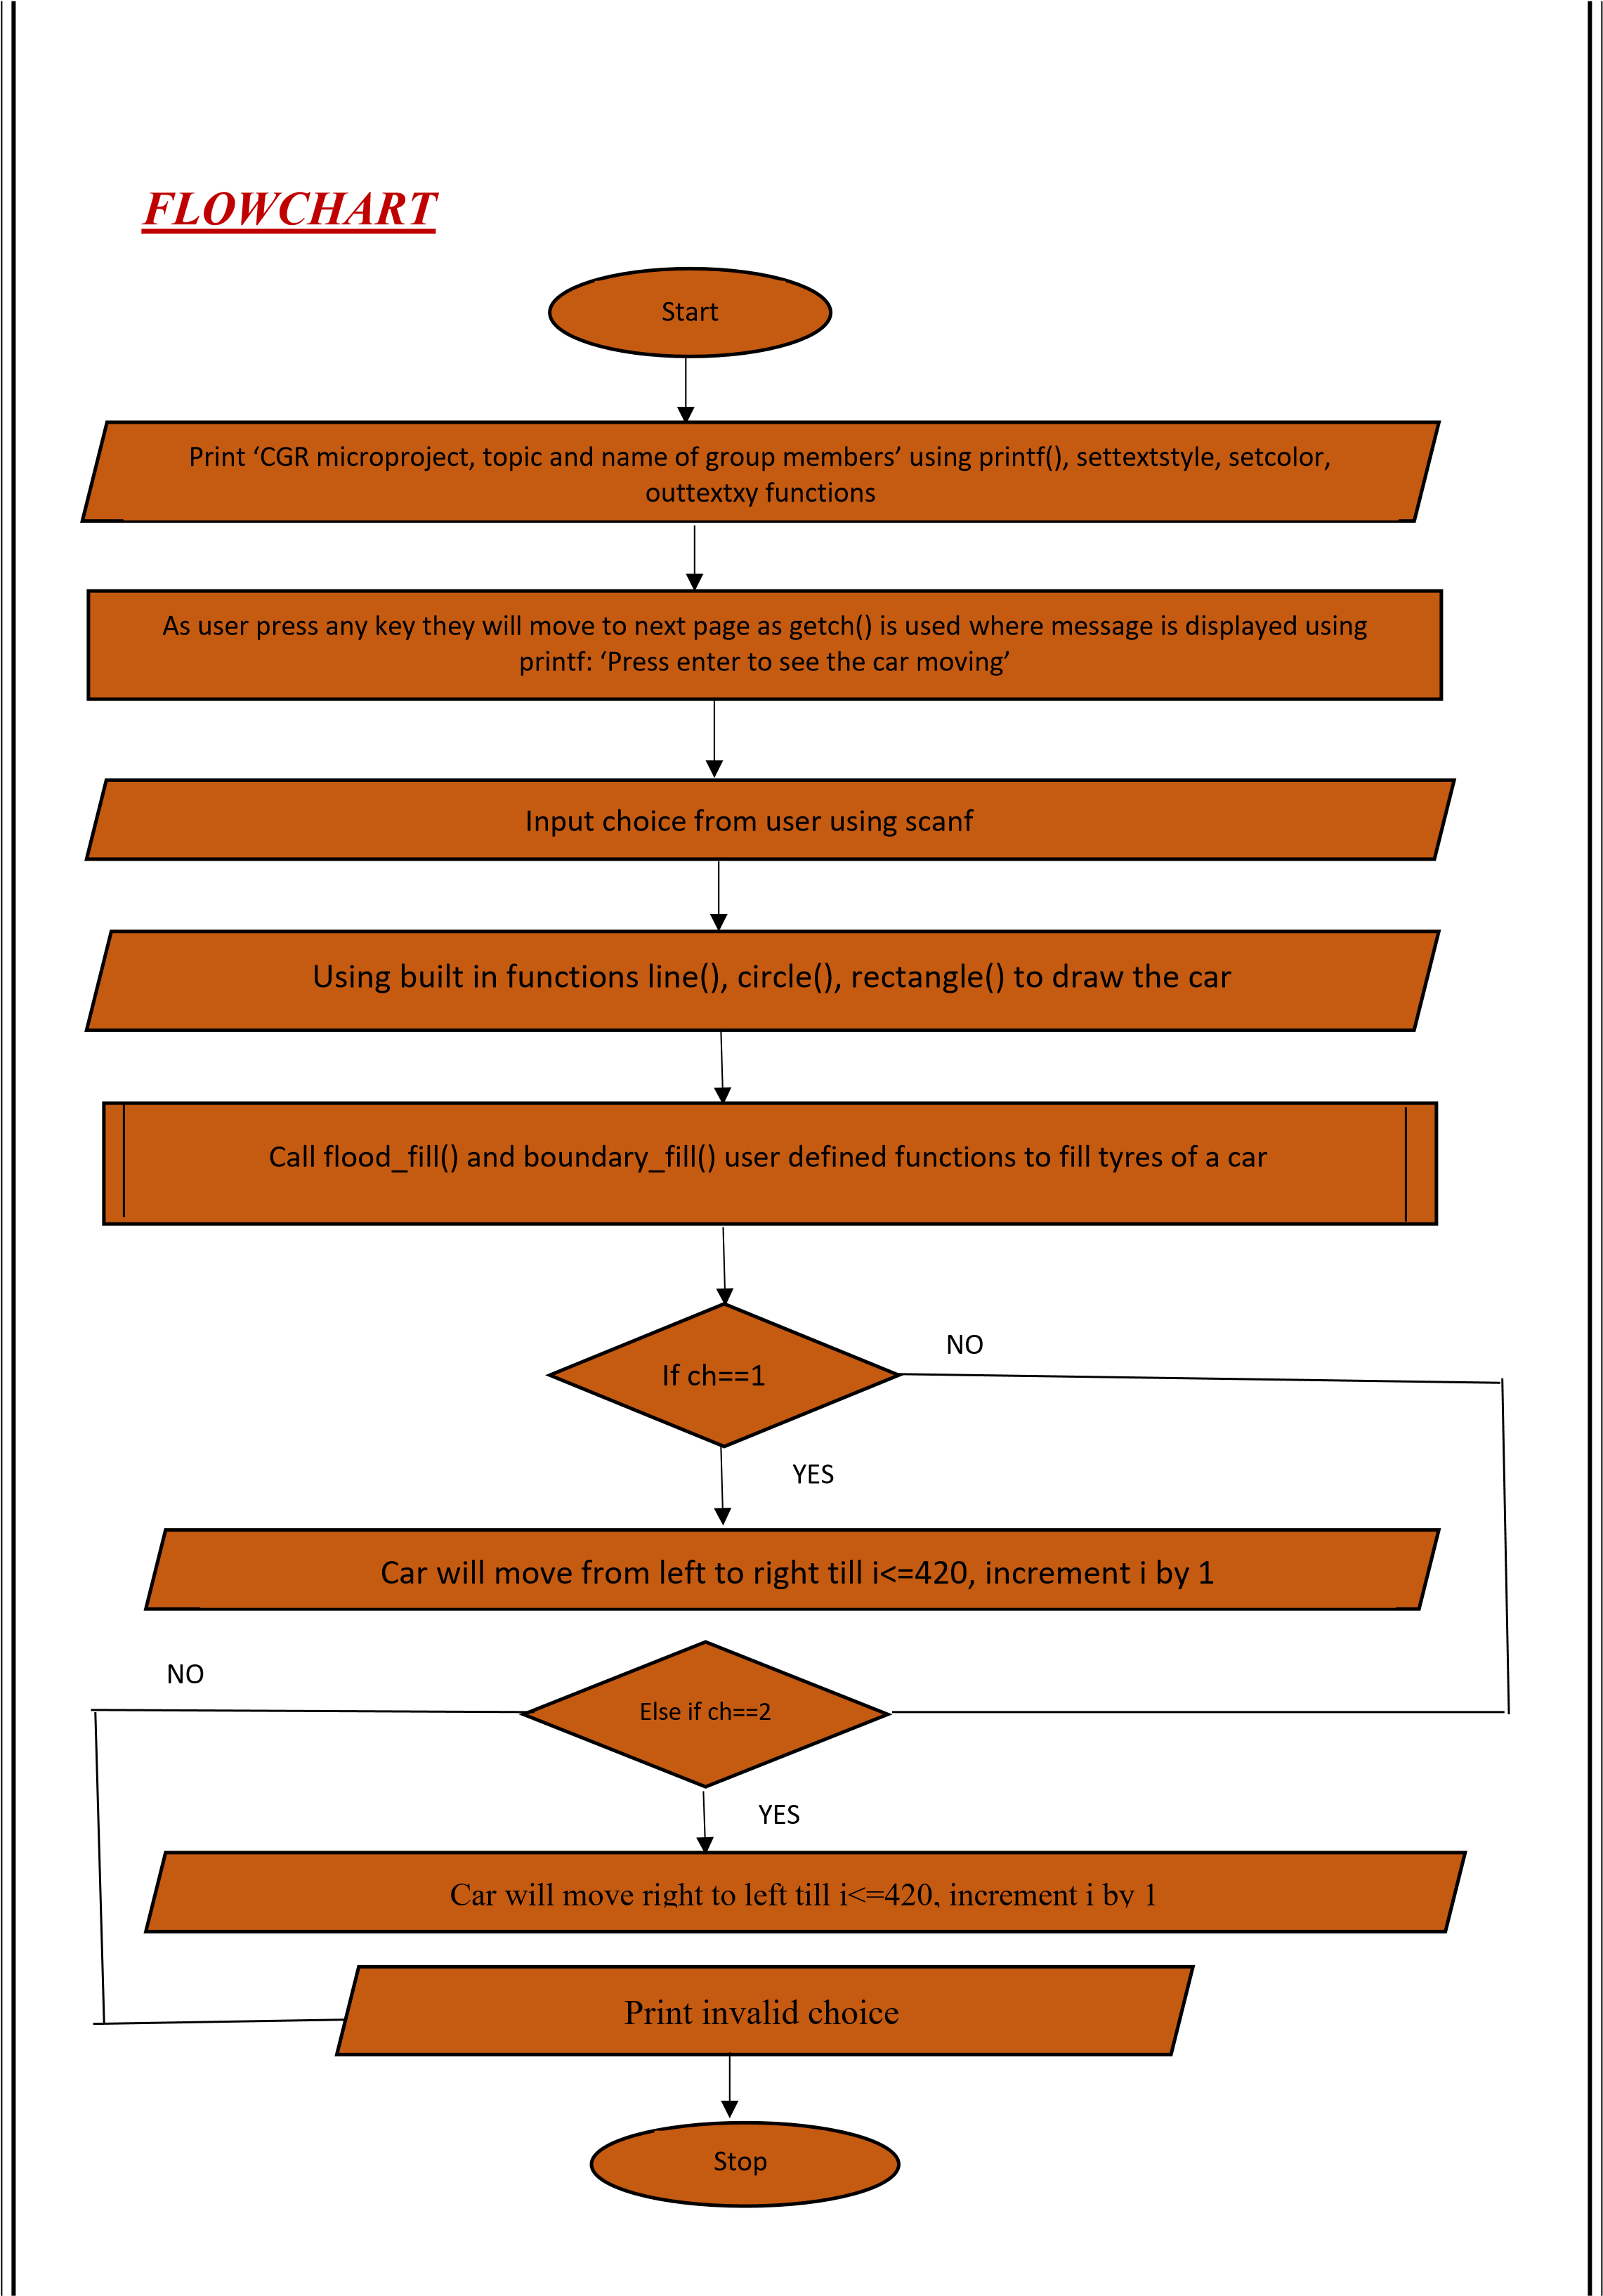 FLOWCHART
Start
Print ‘CGR microproject, topic and name of group members’ using printf(), settextstyle, setcolor,
outtextxy functions
As user press any key they will move to next page as getch() is used where message is displayed using
printf: ‘Press enter to see the car moving’
Input choice from user using scanf
Using built in functions line(), circle(), rectangle() to draw the car
Call flood_fill() and boundary_fill() user defined functions to fill tyres of a car
If ch==1
NO
YES
Car will move from left to right till i<=420, increment i by 1
NO
Else if ch==2
YES
Car will move right to left till i<=420, increment i by 1
Print invalid choice
Stop